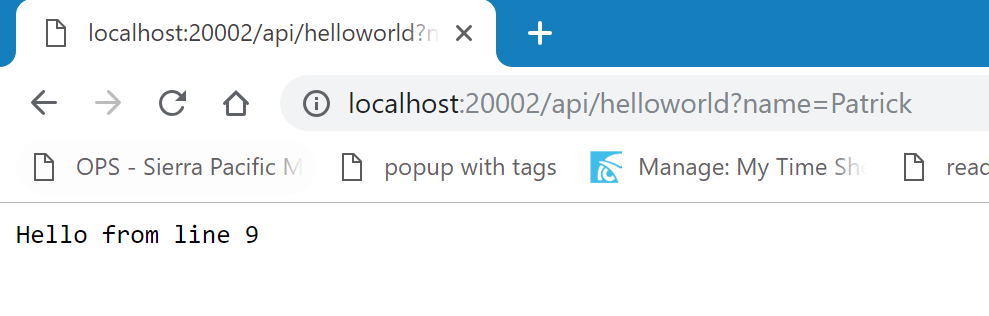 localhost:20002/api/helloworld?n
localhost:20002/api/helloworld?name=Patrick
OPS - Sierra Pacific M popup with tags Manage: My Time Sh read
Hello from line 9